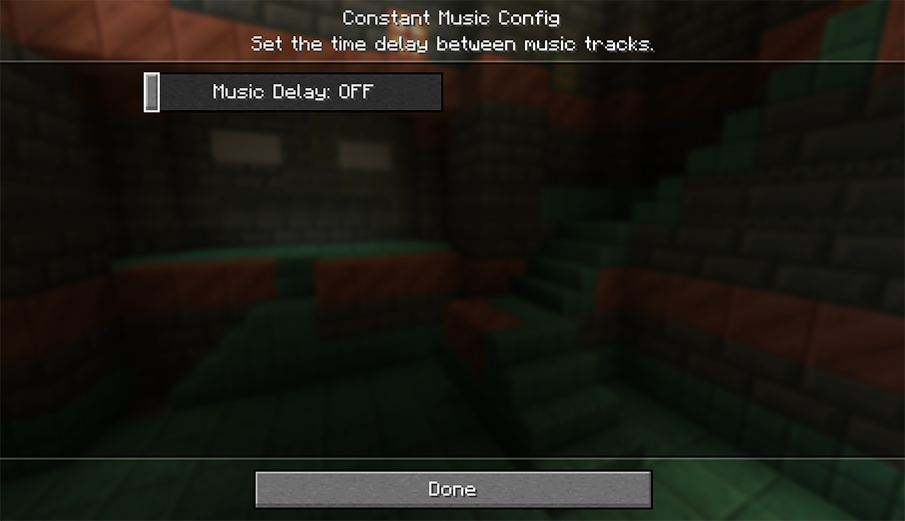 Constant Music Config
Set the time delay between music tracks.
Music Delay: OFF
Done